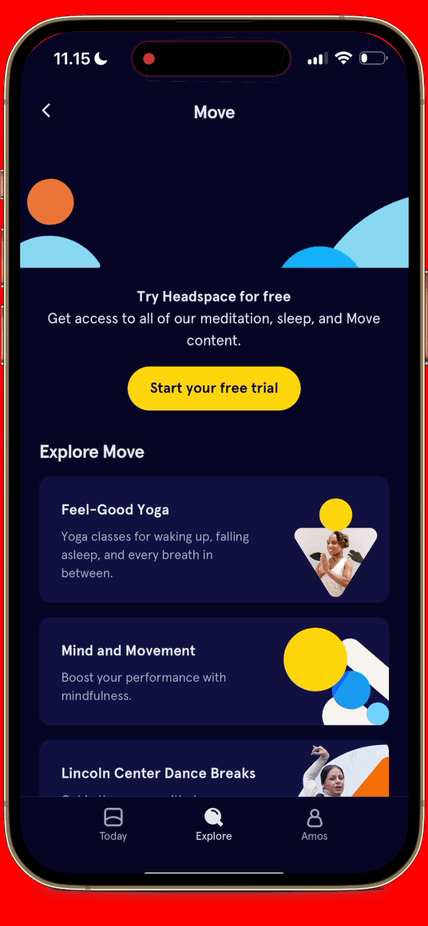 11.15
Move
Try Headspace for free
Get access to all of our meditation, sleep, and Move
content.
Start your free trial
Explore Move
Feel-Good Yoga
Yoga classes for waking up, falling
asleep, and every breath in
between.
Mind and Movement
Boost your performance with
mindfulness.
Lincoln Center Dance Breaks
Today
Explore
Amos